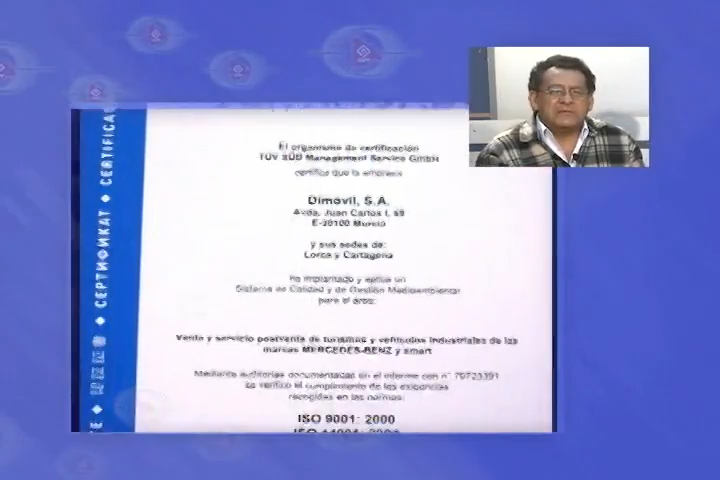 El organismo de certificación
TÜV SÜD Management Service GmbH
certifica que la empresa
Dimóvil, S.A.
Avda. Juan Carlos I,
E-30100 Murcia
y sus sedes de:
Lorca y Cartagena
ha implantado y aplica un
Sistema de Calidad y de Gestión Medioambiental
para el área:
Venta y servicio postventa de turismos y vehículos industriales de las
marcas MERCEDES-BENZ y smart
Mediante auditorías documentadas en el informe con n° 70723391
se verificó el cumplimiento de las exigencias
recogidas en las normas:
ISO 9001: 2000
СЕРТИФИКАТ ◆ CERTIFICA